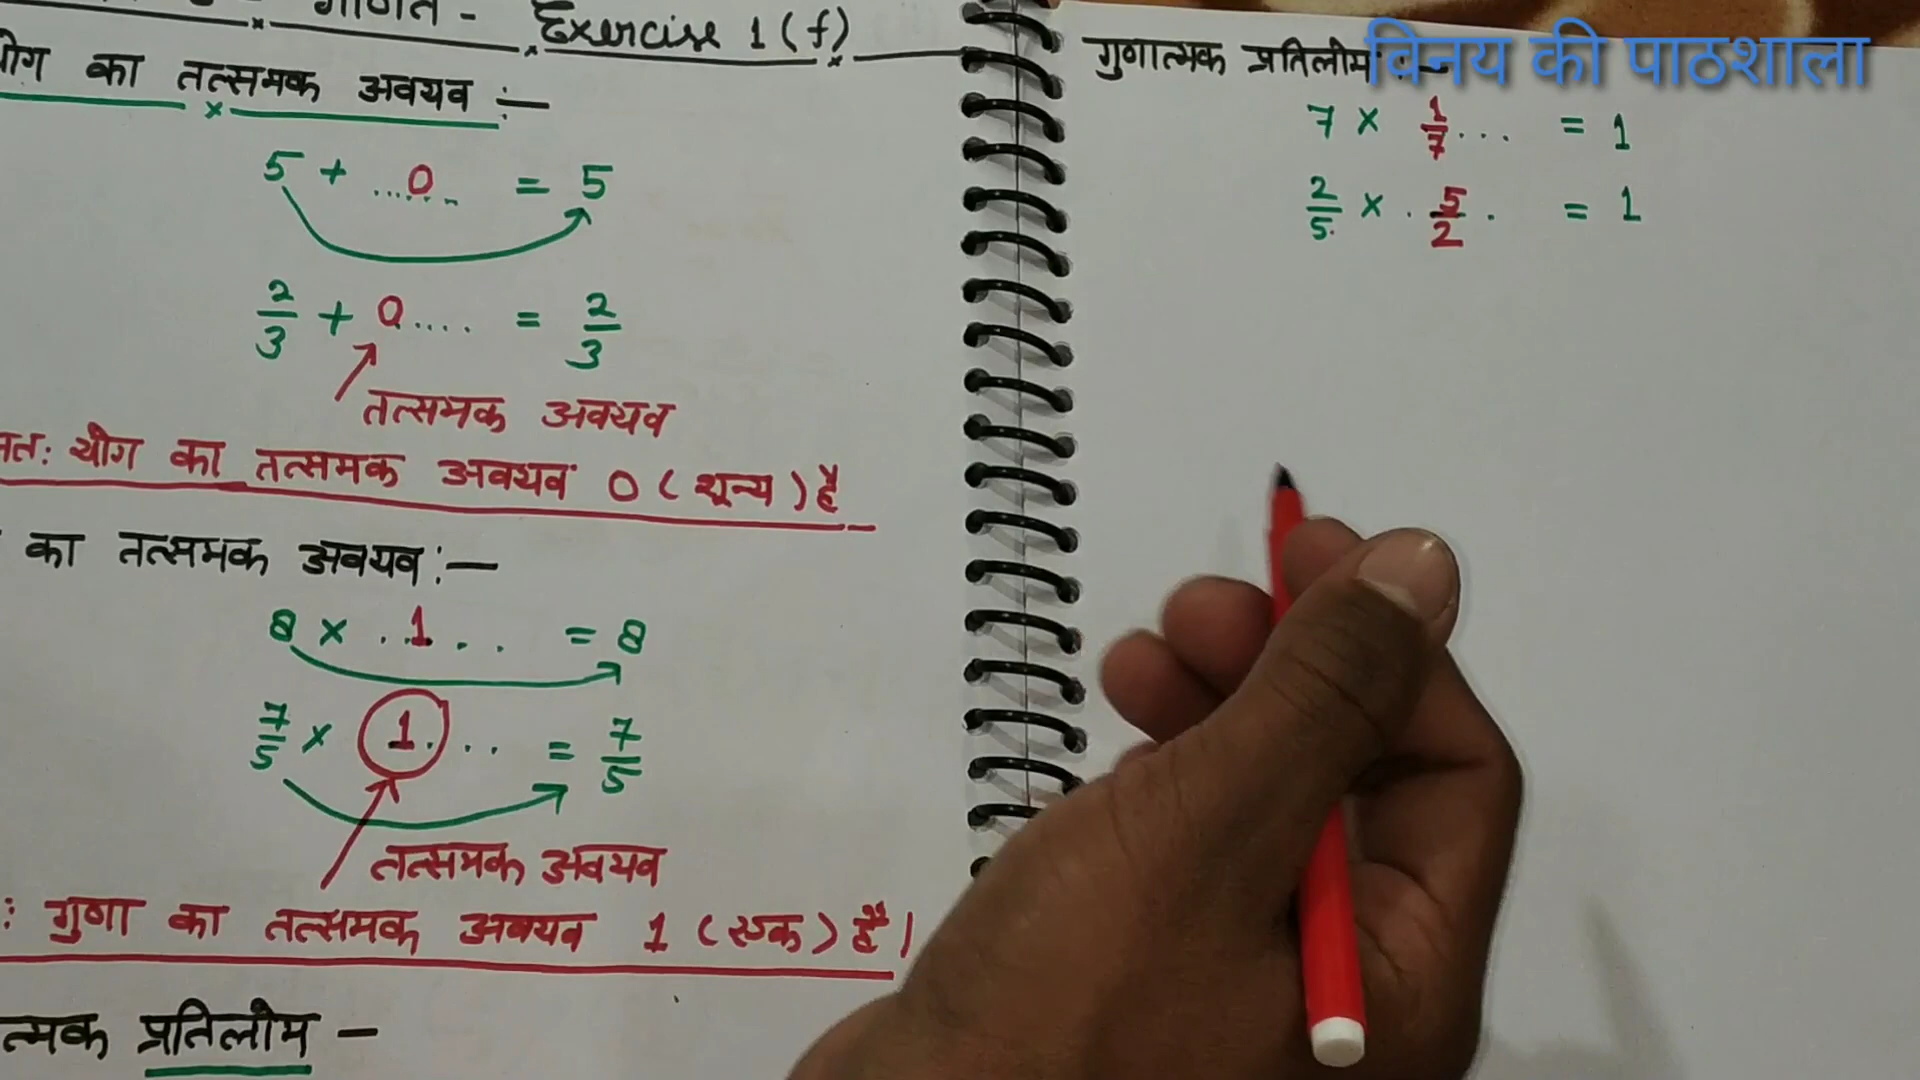 गणित - Exercise 1 (f)
का तत्समक अवयव :—
5 + ...0... = 5
2/3 + 0.... = 2/3
तत्समक अवयव
योग का तत्समक अवयव 0 (शून्य) है
का तत्समक अवयव :—
8 × ..1.. = 8
7/5 × 1... = 7/5
तत्समक अवयव
: गुणा का तत्समक अवयव 1 (एक) है।
त्मक प्रतिलोम —
विनय की पाठशाला
गुणात्मक प्रतिलोम :—
7 × 1/7... = 1
2/5 × . 5/2 . = 1